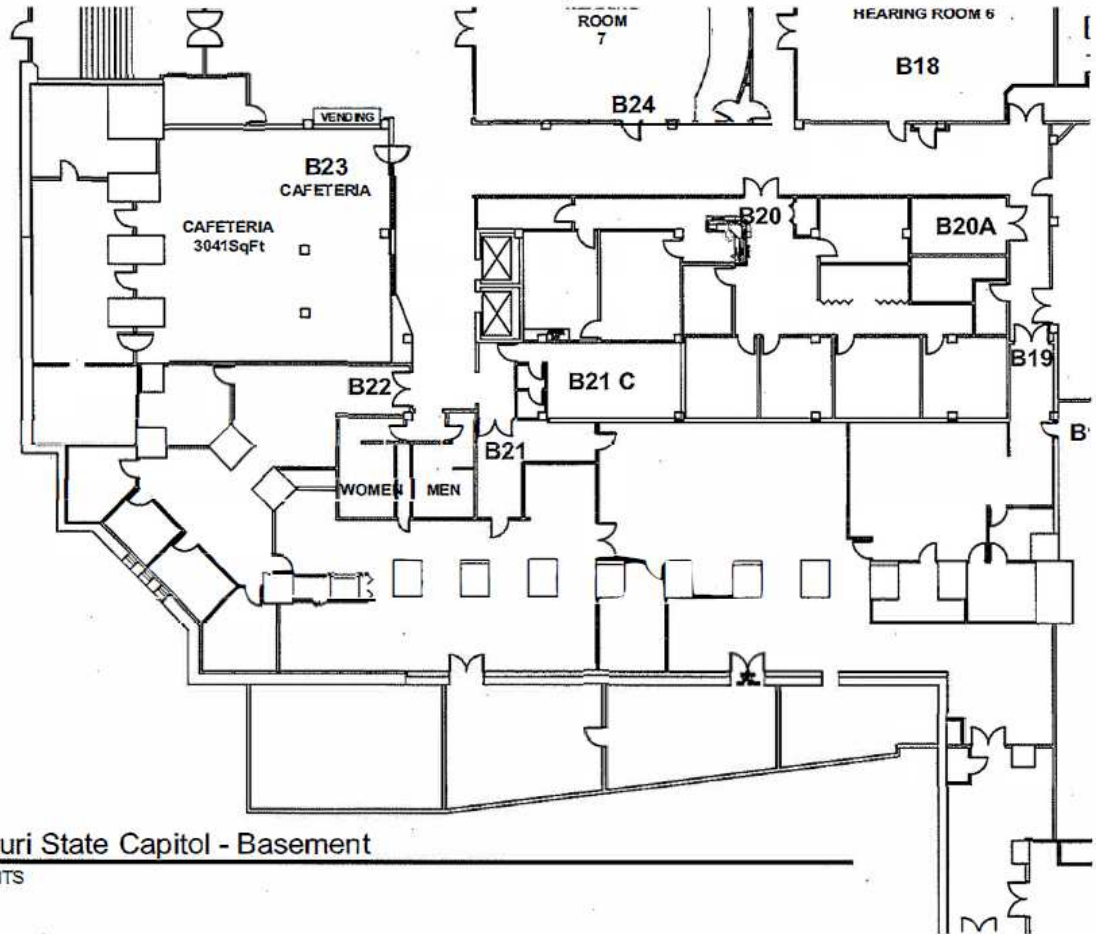 ROOM
7
HEARING ROOM 6
B18
B24
VENDING
B23
CAFETERIA
CAFETERIA
3041SqFt
B20
B20A
B19
B22
B21 C
B21
WOMEN
MEN
B
uri State Capitol - Basement
TS